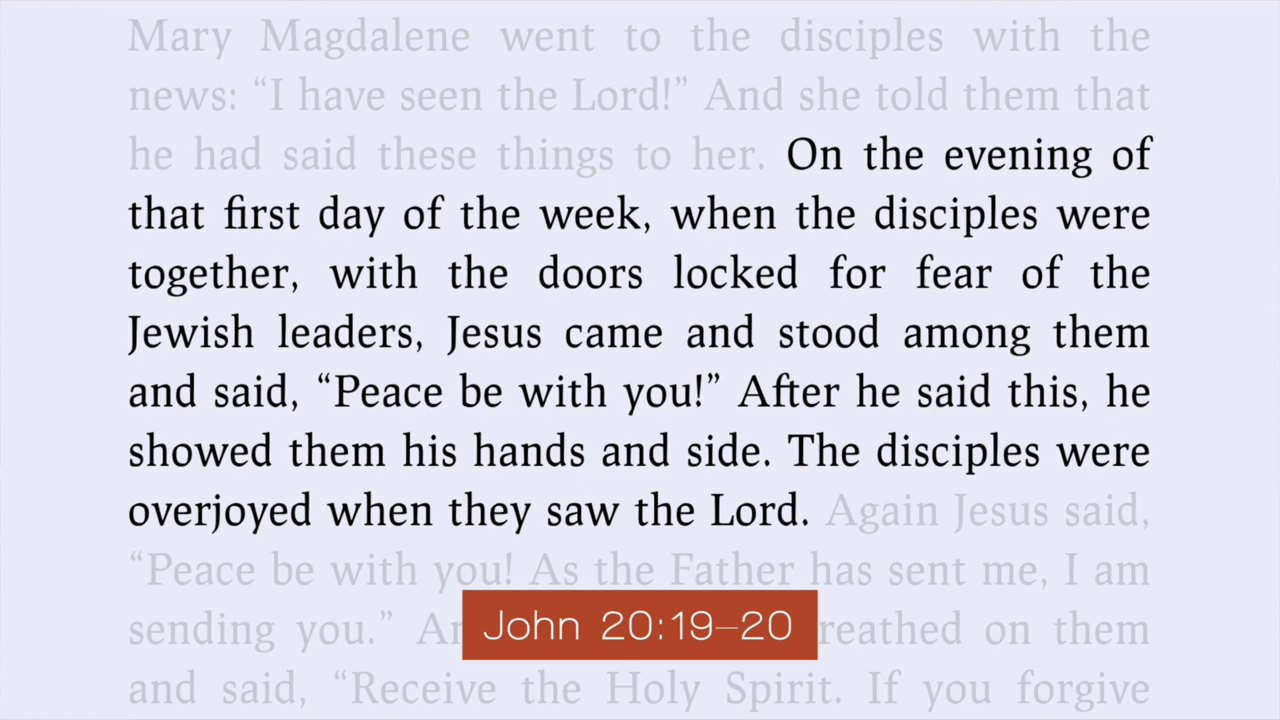 Mary Magdalene went to the disciples with the
news: “I have seen the Lord!” And she told them that
he had said these things to her. On the evening of
that first day of the week, when the disciples were
together, with the doors locked for fear of the
Jewish leaders, Jesus came and stood among them
and said, “Peace be with you!” After he said this, he
showed them his hands and side. The disciples were
overjoyed when they saw the Lord. Again Jesus said,
“Peace be with you! As the Father has sent me, I am
sending you.” reathed on them
John 20:19–20
and said, “Receive the Holy Spirit. If you forgive